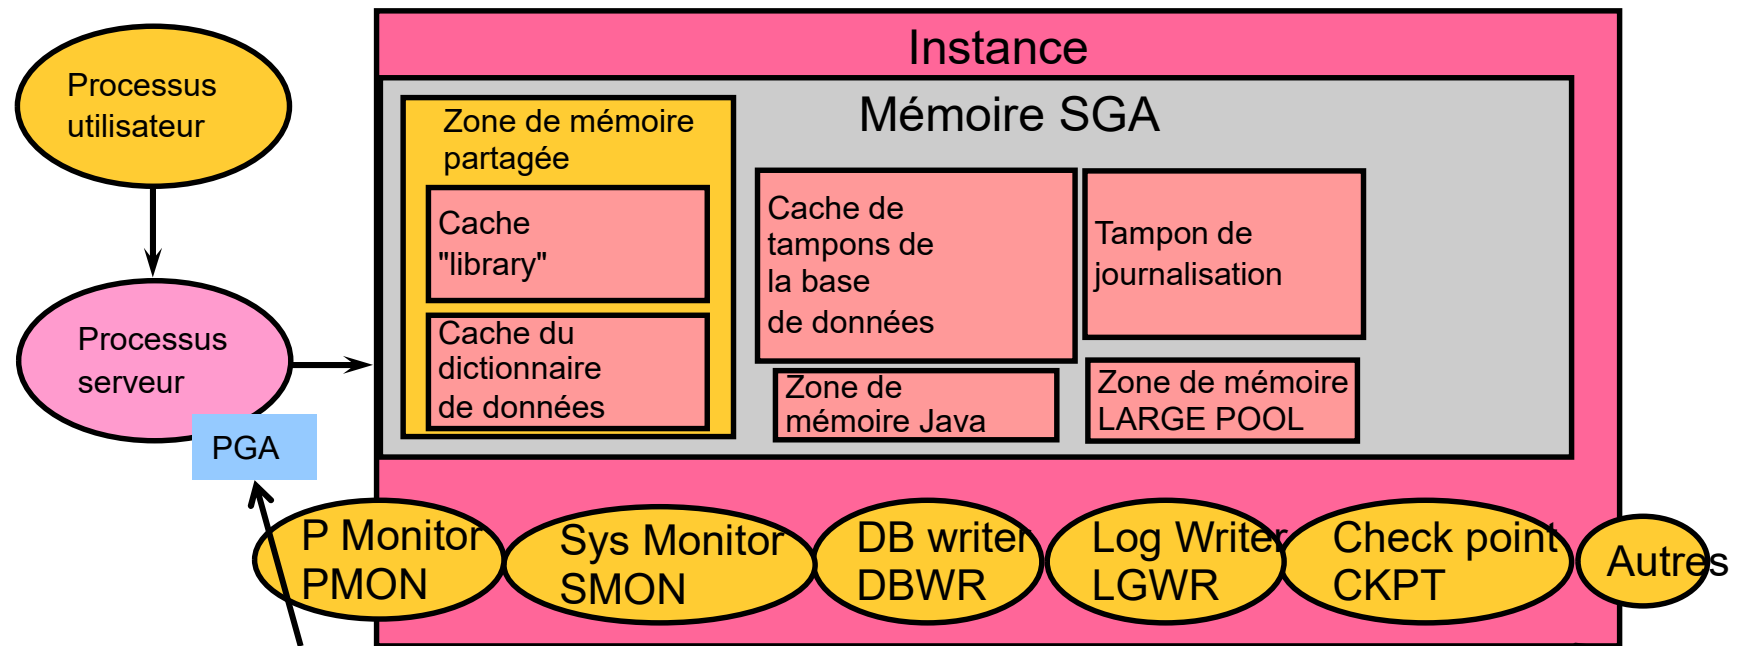 Processus
utilisateur
Processus
serveur
PGA
Instance
Mémoire SGA
Zone de mémoire
partagée
Cache
"library"
Cache du
dictionnaire
de données
Cache de
tampons de
la base
de données
Tampon de
journalisation
Zone de
mémoire Java
Zone de mémoire
LARGE POOL
P Monitor
PMON
Sys Monitor
SMON
DB writer
DBWR
Log Writer
LGWR
Check point
CKPT
Autres